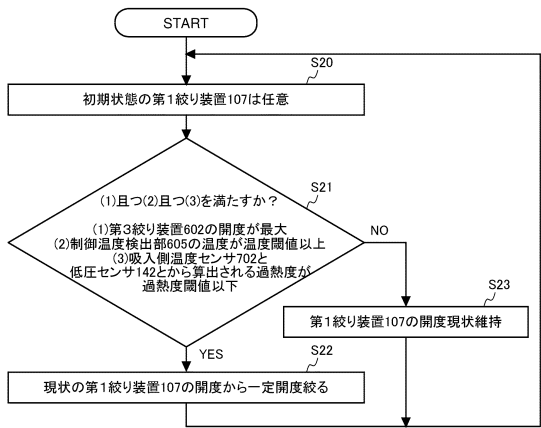 START
S20
初期状態の第1絞り装置107は任意
S21
(1)且つ(2)且つ(3)を満たすか？
(1)第3絞り装置602の開度が最大
(2)制御温度検出部605の温度が温度閾値以上
(3)吸入側温度センサ702と
低圧センサ142とから算出される過熱度が
過熱度閾値以下
NO
S23
第1絞り装置107の開度現状維持
YES
S22
現状の第1絞り装置107の開度から一定開度絞る